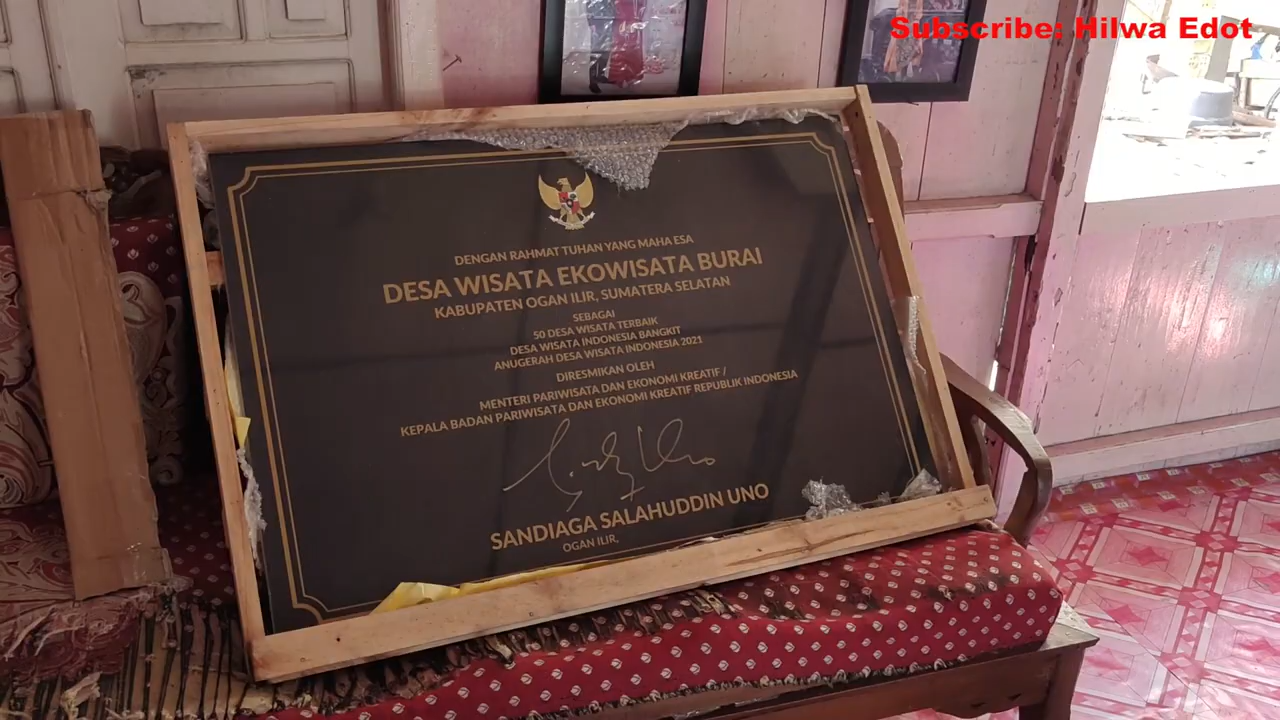 Subscribe: Hilwa Edot
DENGAN RAHMAT TUHAN YANG MAHA ESA
DESA WISATA EKOWISATA BURAI
KABUPATEN OGAN ILIR, SUMATERA SELATAN
SEBAGAI
50 DESA WISATA TERBAIK
DESA WISATA INDONESIA BANGKIT
ANUGERAH DESA WISATA INDONESIA 2021
DIRESMIKAN OLEH
MENTERI PARIWISATA DAN EKONOMI KREATIF /
KEPALA BADAN PARIWISATA DAN EKONOMI KREATIF REPUBLIK INDONESIA
SANDIAGA SALAHUDDIN UNO
OGAN ILIR,